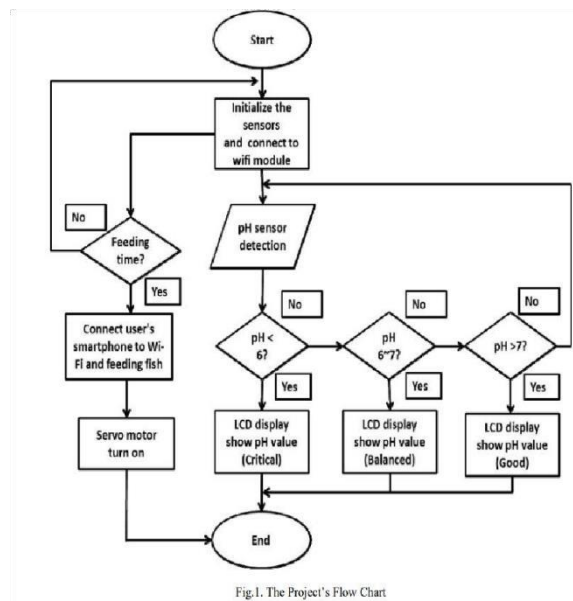 Start
Initialize the
sensors
and connect to
wifi module
No
Feeding
time?
Yes
Connect user's
smartphone to Wi-
Fi and feeding fish
Servo motor
turn on
pH sensor
detection
No
No
No
pH <
6?
pH
6~7?
pH >7?
Yes
Yes
Yes
LCD display
show pH value
(Critical)
LCD display
show pH value
(Balanced)
LCD display
show pH value
(Good)
End
Fig.1. The Project's Flow Chart